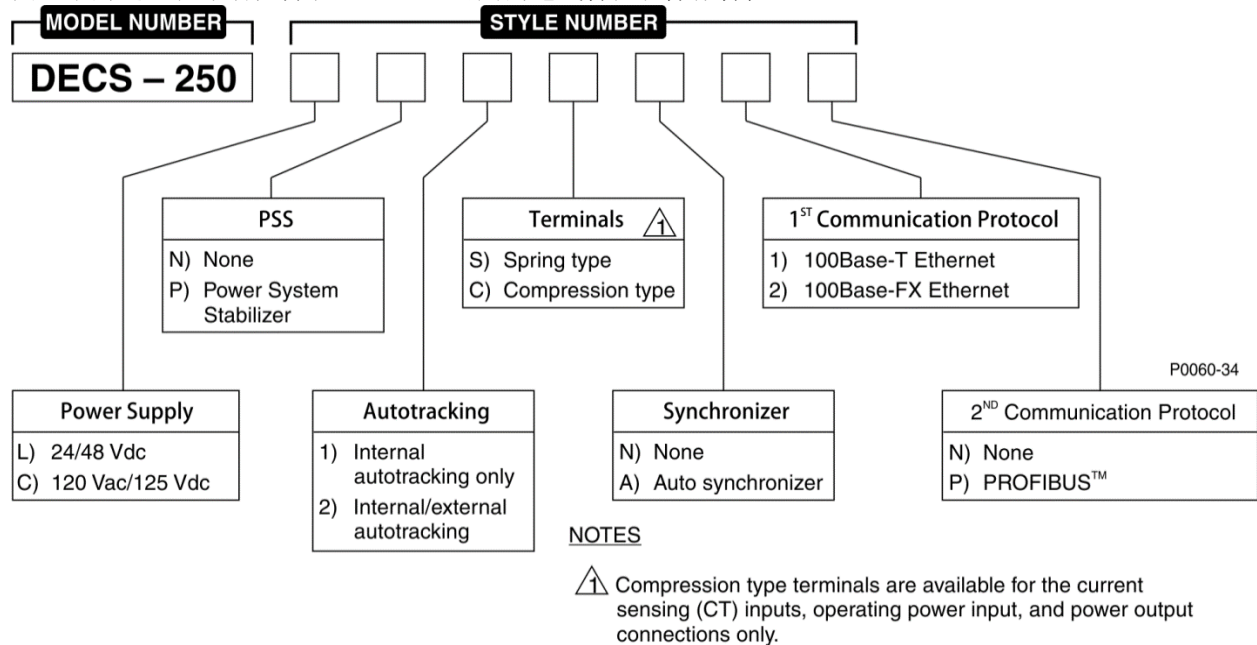 MODEL NUMBER
STYLE NUMBER
DECS – 250
PSS
N) None
P) Power System
Stabilizer
Terminals 1
S) Spring type
C) Compression type
1ST Communication Protocol
1) 100Base-T Ethernet
2) 100Base-FX Ethernet
P0060-34
Power Supply
L) 24/48 Vdc
C) 120 Vac/125 Vdc
Autotracking
1) Internal
autotracking only
2) Internal/external
autotracking
Synchronizer
N) None
A) Auto synchronizer
2ND Communication Protocol
N) None
P) PROFIBUS™
NOTES
1 Compression type terminals are available for the current
sensing (CT) inputs, operating power input, and power output
connections only.